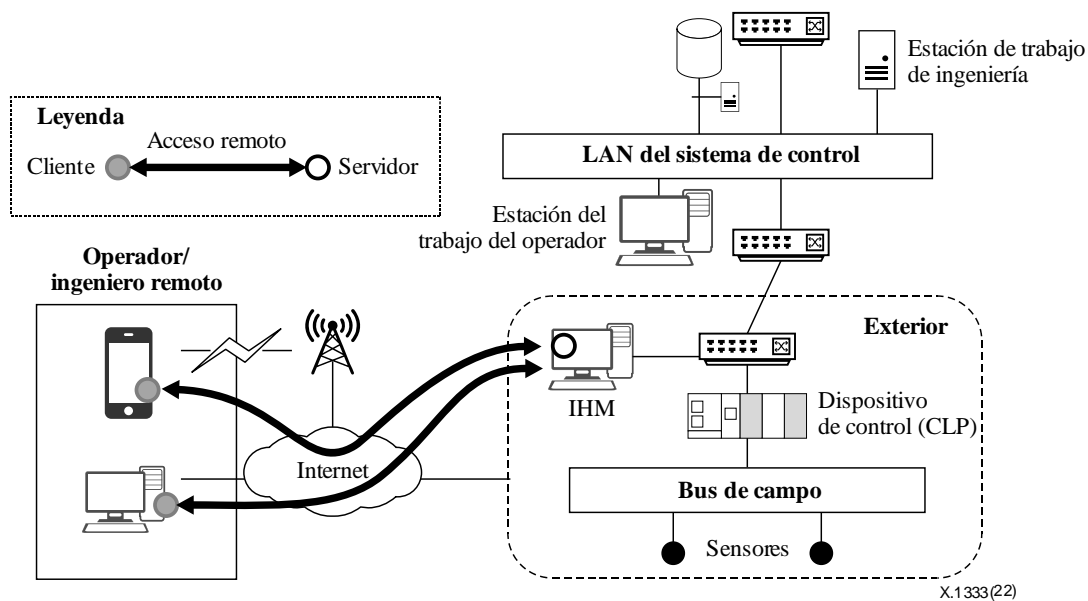 Estación de trabajo
de ingeniería
Leyenda
Acceso remoto
Cliente
Servidor
LAN del sistema de control
Estación del
trabajo del operador
Operador/
ingeniero remoto
Exterior
IHM
Dispositivo
de control (CLP)
Internet
Bus de campo
Sensores
X.1333(22)